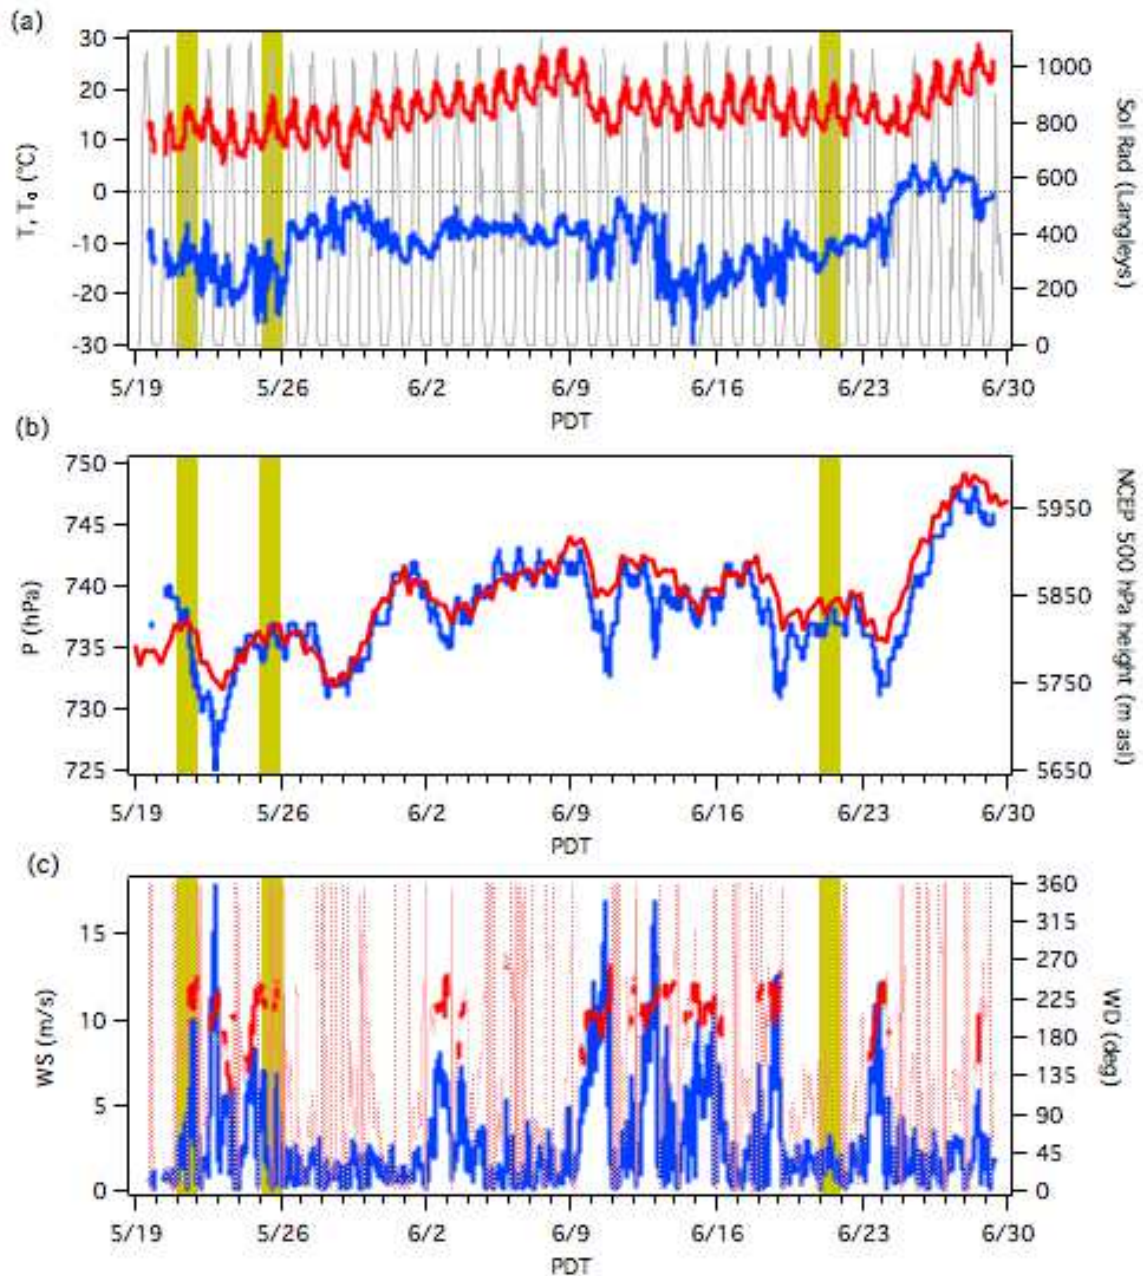 (a)
30
20
10
0
-10
-20
-30
T, Td (°C)
1000
800
600
400
200
0
Sol Rad (Langleys)
5/19 5/26 6/2 6/9 6/16 6/23 6/30
PDT
(b)
750
745
740
735
730
725
P (hPa)
5950
5850
5750
5650
NCEP 500 hPa height (m asl)
5/19 5/26 6/2 6/9 6/16 6/23 6/30
PDT
(c)
15
10
5
0
WS (m/s)
360
315
270
225
180
135
90
45
0
WD (deg)
5/19 5/26 6/2 6/9 6/16 6/23 6/30
PDT